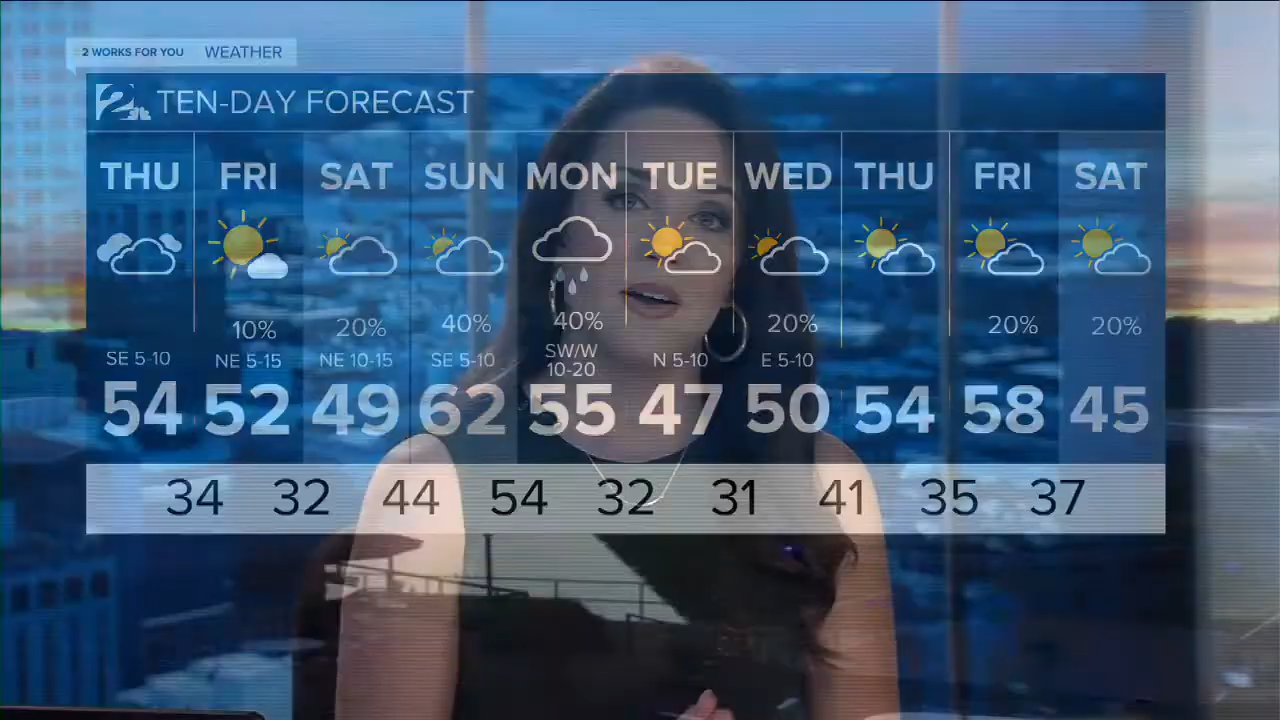 2 WORKS FOR YOU WEATHER
2 TEN-DAY FORECAST
THU FRI SAT SUN MON TUE WED THU FRI SAT
10% 20% 40% 40% 20% 20% 20%
SE 5-10 NE 5-15 NE 10-15 SE 5-10 SW/W 10-20 N 5-10 E 5-10
54 52 49 62 55 47 50 54 58 45
34 32 44 54 32 31 41 35 37